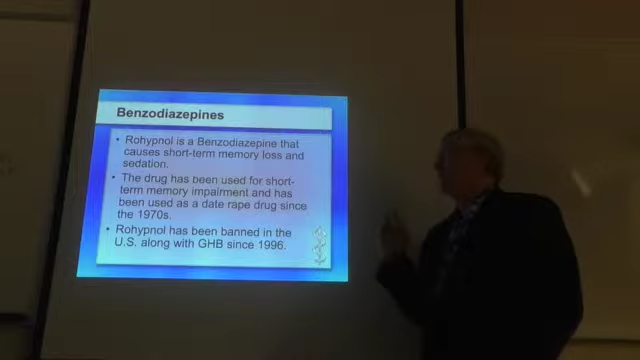 Benzodiazepines
• Rohypnol is a Benzodiazepine that
causes short-term memory loss and
sedation.
• The drug has been used for short-
term memory impairment and has
been used as a date rape drug since
the 1970s.
• Rohypnol has been banned in the
U.S. along with GHB since 1996.